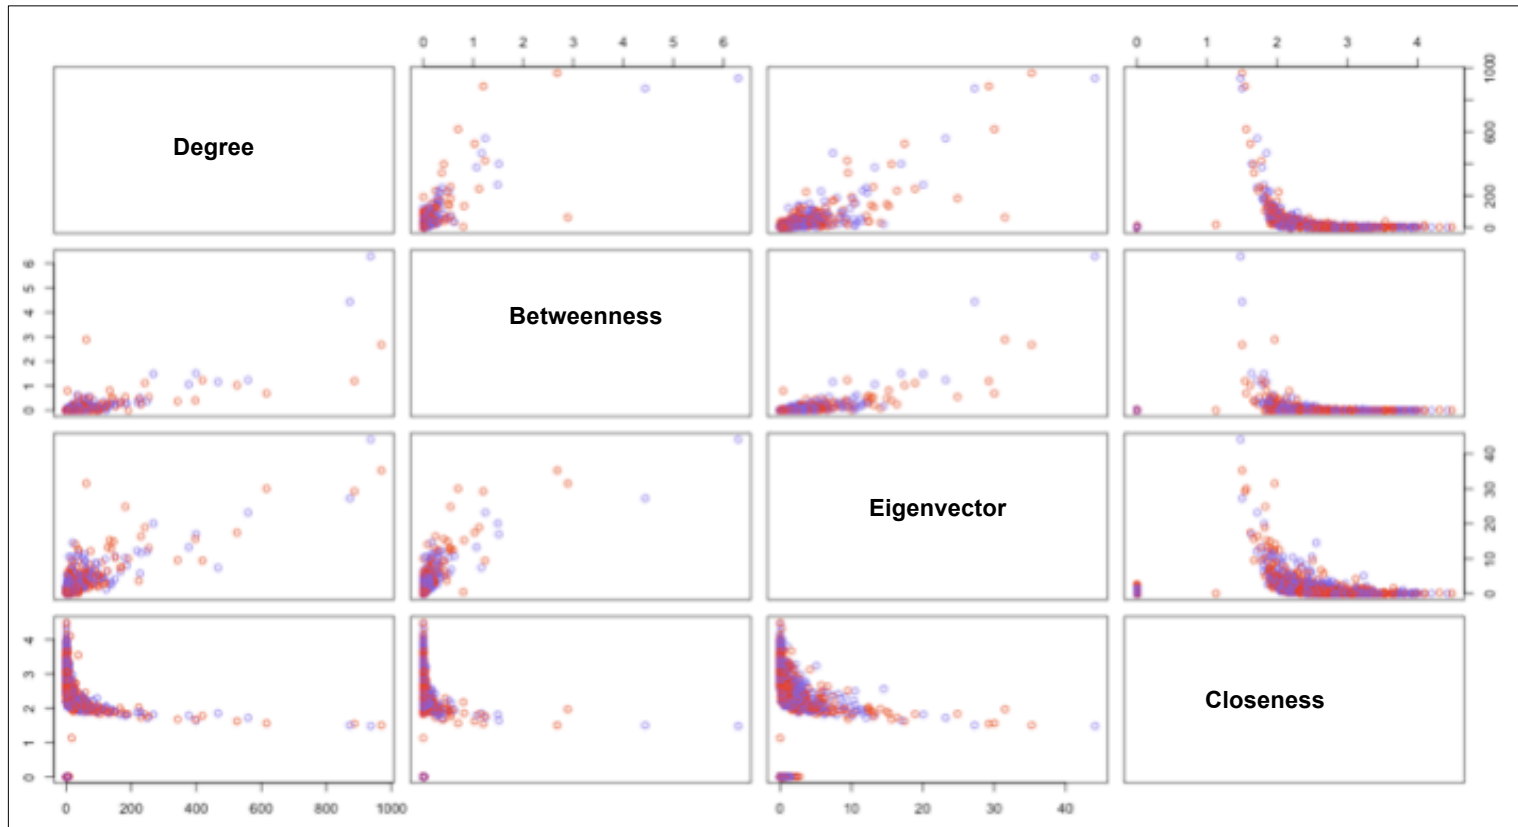 0 1 2 3 4 5 6
0 1 2 3 4
Degree
0 200 600 1000
0 1 2 3 4 5 6
Betweenness
Eigenvector
0 10 20 30 40
0 1 2 3 4
Closeness
0 200 400 600 800 1000
0 10 20 30 40